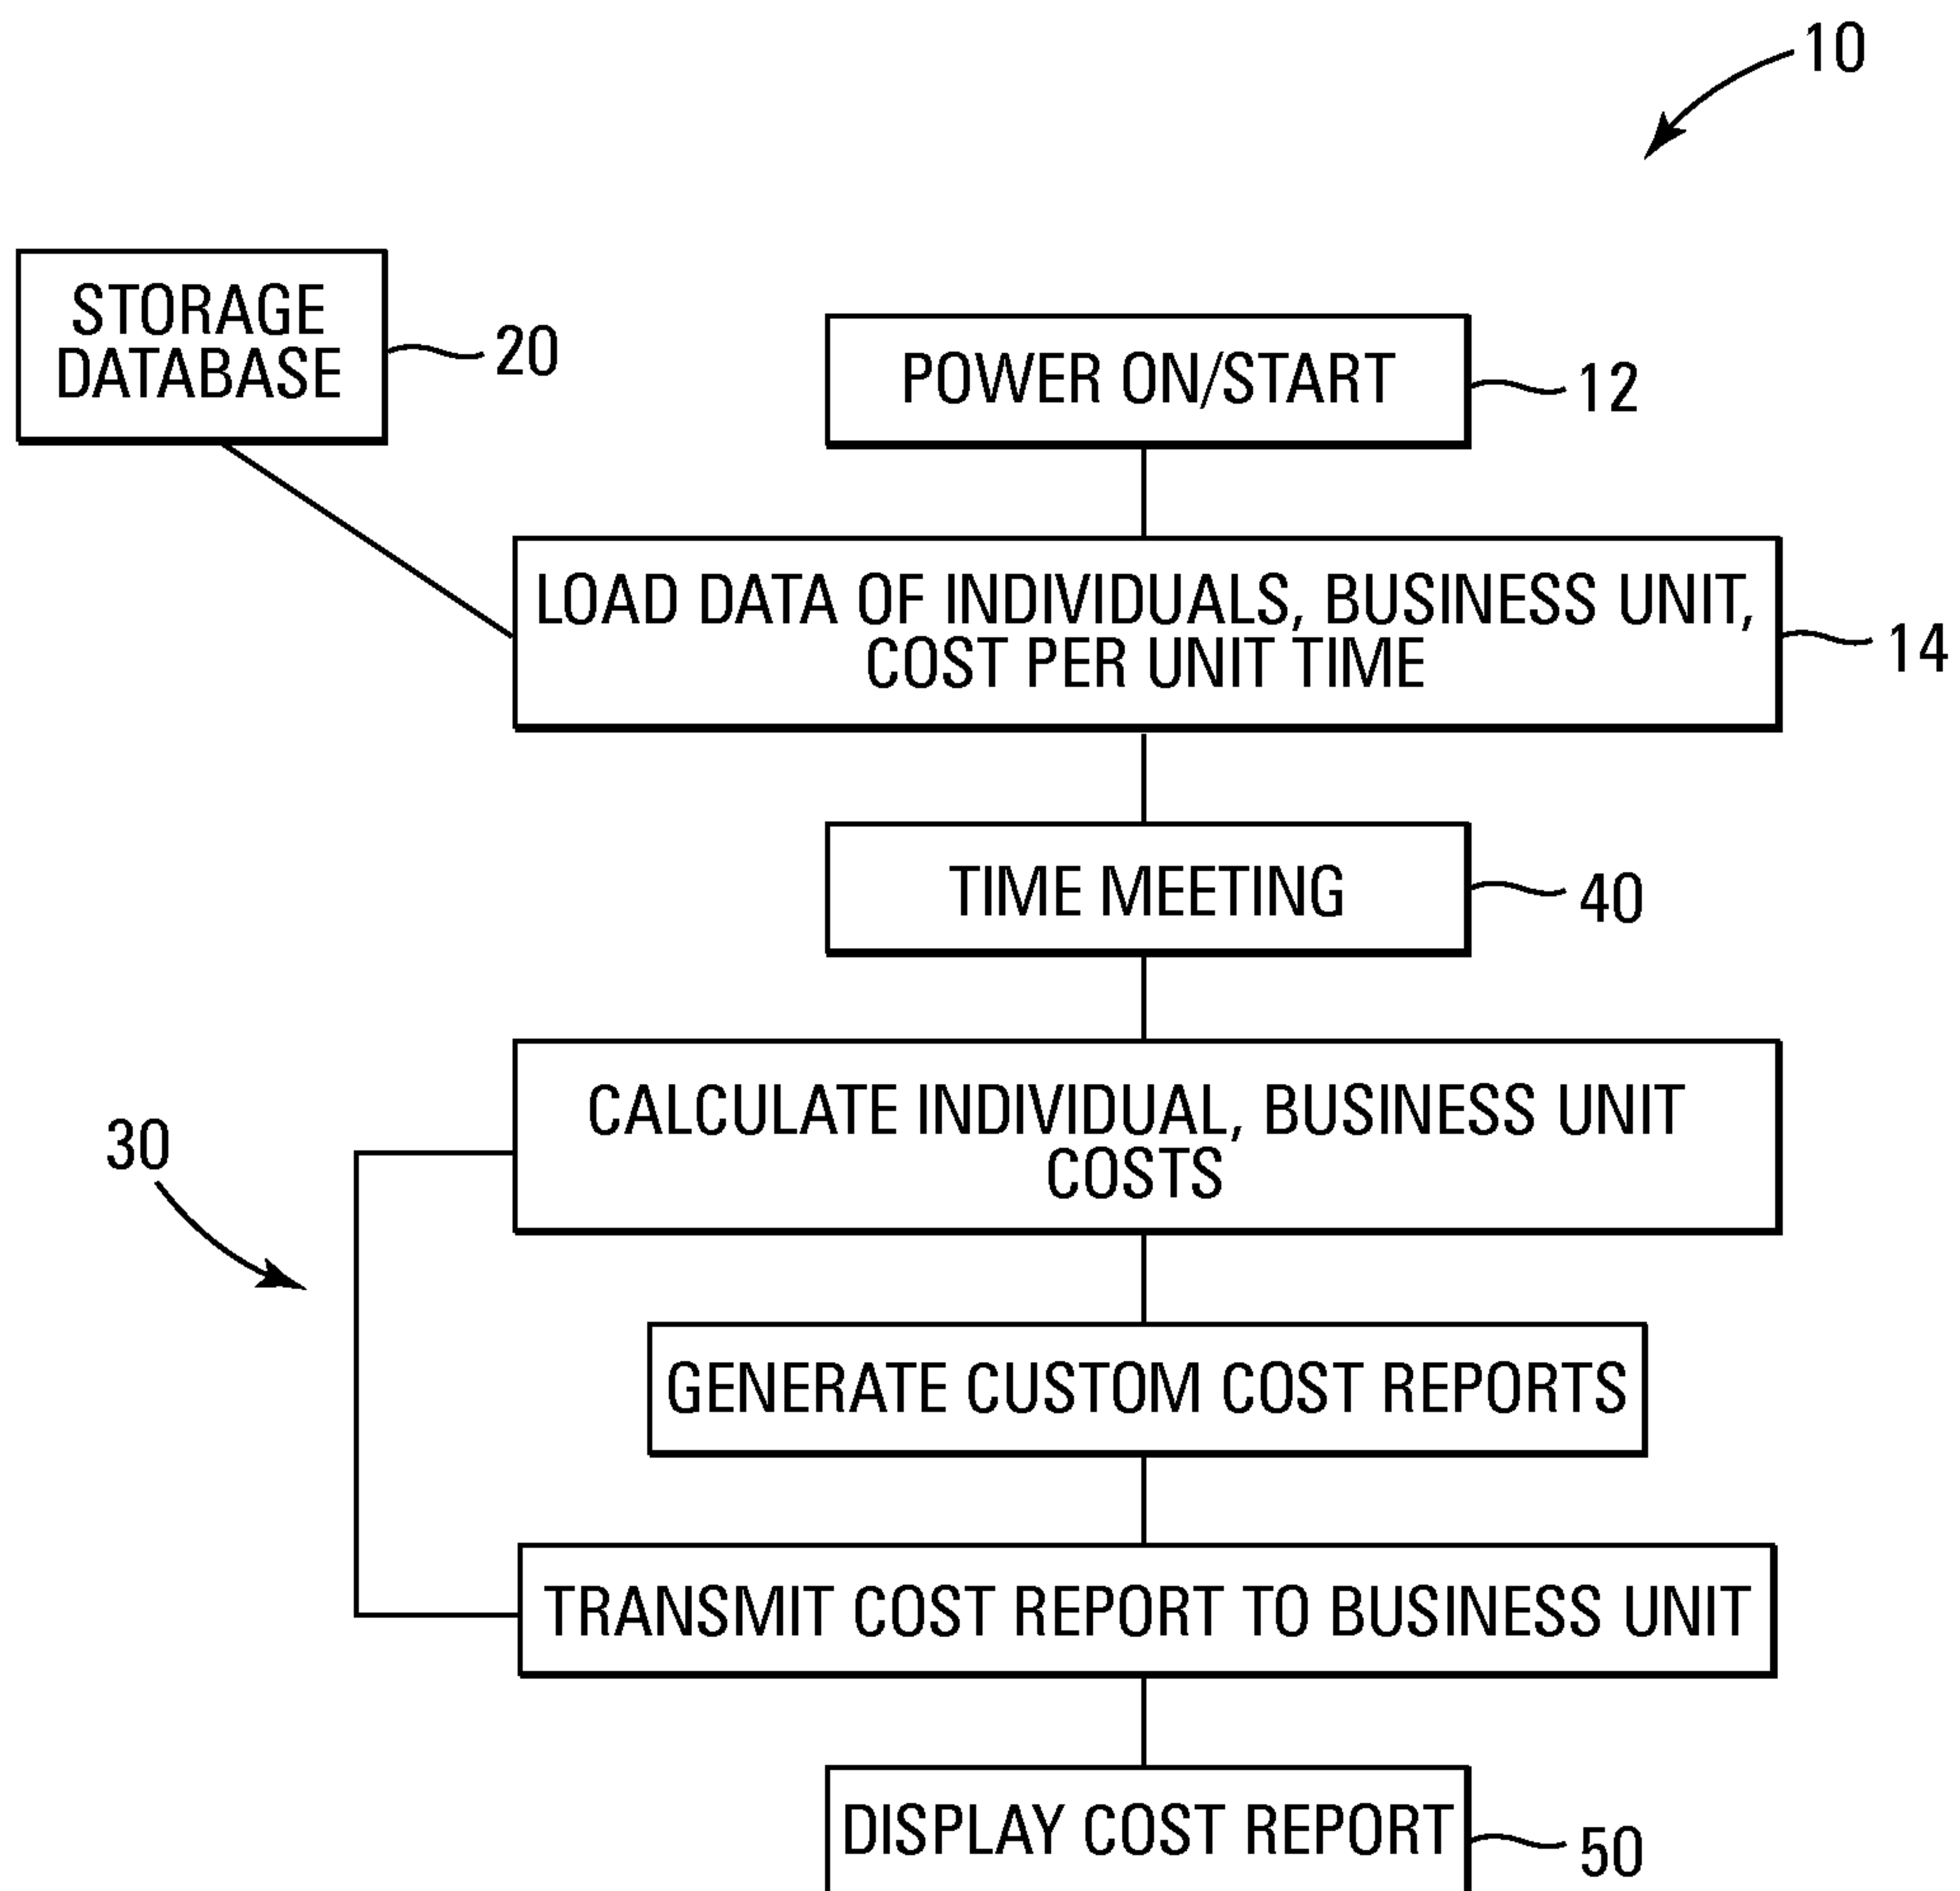 10
STORAGE
DATABASE
20
POWER ON/START
12
LOAD DATA OF INDIVIDUALS, BUSINESS UNIT,
COST PER UNIT TIME
14
TIME MEETING
40
CALCULATE INDIVIDUAL, BUSINESS UNIT
COSTS
30
GENERATE CUSTOM COST REPORTS
TRANSMIT COST REPORT TO BUSINESS UNIT
DISPLAY COST REPORT
50